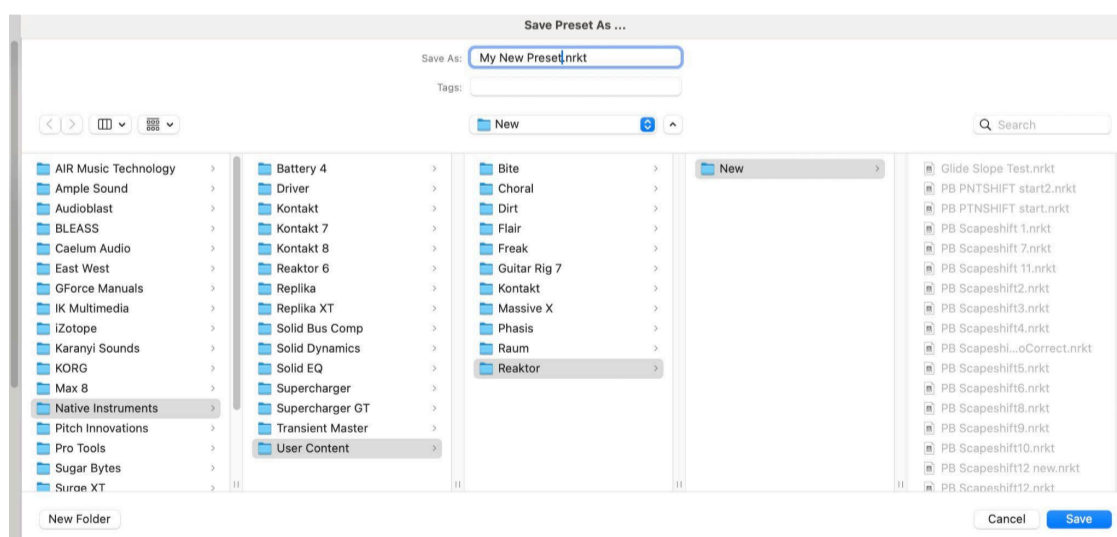 Save Preset As ...
Save As: My New Preset.nrkt
Tags:
New
Search
AIR Music Technology
Ample Sound
Audioblast
BLEASS
Caelum Audio
East West
GForce Manuals
IK Multimedia
iZotope
Karanyi Sounds
KORG
Max 8
Native Instruments
Pitch Innovations
Pro Tools
Sugar Bytes
Surge XT
Battery 4
Driver
Kontakt
Kontakt 7
Kontakt 8
Reaktor 6
Replika
Replika XT
Solid Bus Comp
Solid Dynamics
Solid EQ
Supercharger
Supercharger GT
Transient Master
User Content
Bite
Choral
Dirt
Flair
Freak
Guitar Rig 7
Kontakt
Massive X
Phasis
Raum
Reaktor
New
Glide Slope Test.nrkt
PB PNTSHIFT start2.nrkt
PB PTNSHIFT start.nrkt
PB Scapeshift 1.nrkt
PB Scapeshift 7.nrkt
PB Scapeshift 11.nrkt
PB Scapeshift2.nrkt
PB Scapeshift3.nrkt
PB Scapeshift4.nrkt
PB Scapeshi...oCorrect.nrkt
PB Scapeshift5.nrkt
PB Scapeshift6.nrkt
PB Scapeshift8.nrkt
PB Scapeshift9.nrkt
PB Scapeshift10.nrkt
PB Scapeshift12 new.nrkt
PB Scapeshift12.nrkt
New Folder
Cancel
Save